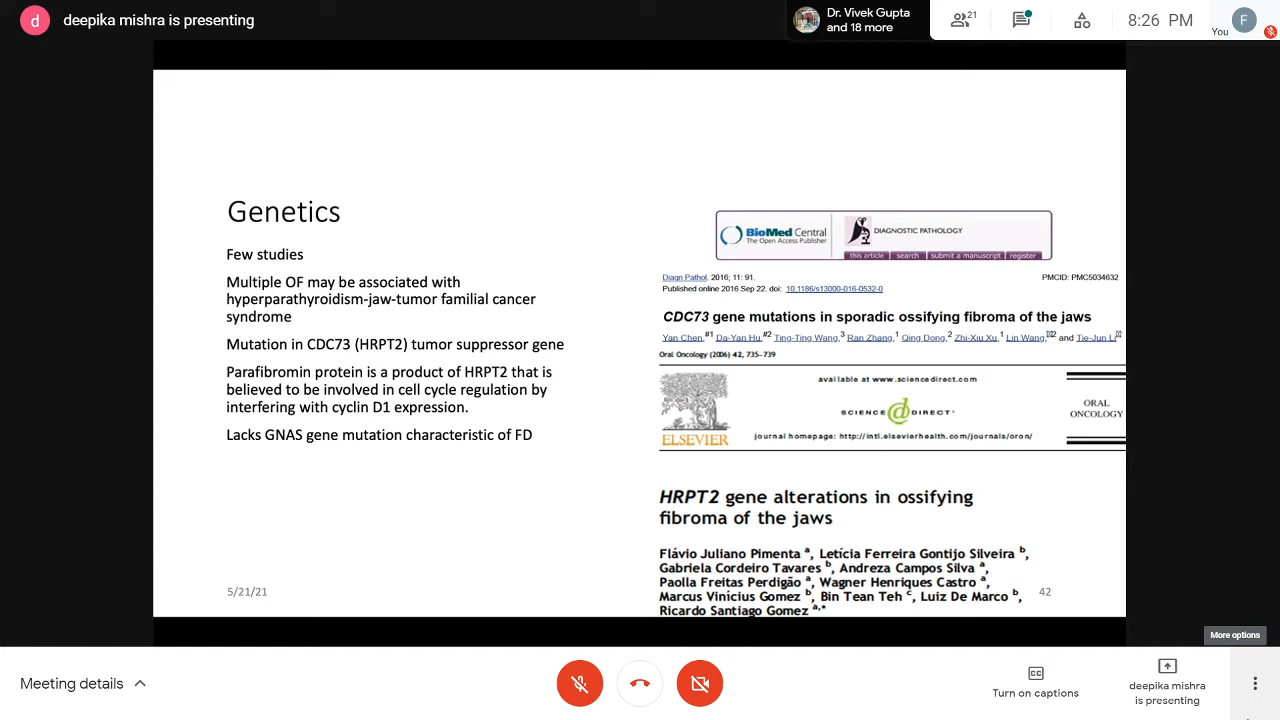 d
deepika mishra is presenting
Dr. Vivek Gupta
and 18 more
21
8:26 PM
You
F
Genetics
Few studies
Multiple OF may be associated with
hyperparathyroidism-jaw-tumor familial cancer
syndrome
Mutation in CDC73 (HRPT2) tumor suppressor gene
Parafibromin protein is a product of HRPT2 that is
believed to be involved in cell cycle regulation by
interfering with cyclin D1 expression.
Lacks GNAS gene mutation characteristic of FD
5/21/21
BioMed Central
The Open Access Publisher
DIAGNOSTIC PATHOLOGY
this article | search | submit a manuscript | register
Diagn Pathol. 2016; 11: 91.
PMCID: PMC5034632
Published online 2016 Sep 22. doi: 10.1186/s13000-016-0532-0
CDC73 gene mutations in sporadic ossifying fibroma of the jaws
Yan Chen,#1 Da-Yan Hu,#2 Ting-Ting Wang,3 Ran Zhang,1 Qing Dong,2 Zhi-Xiu Xu,1 Lin Wang,2 and Tie-Jun Li
Oral Oncology (2006) 42, 735–739
available at www.sciencedirect.com
SCIENCE DIRECT®
journal homepage: http://intl.elsevierhealth.com/journals/oron/
ELSEVIER
ORAL
ONCOLOGY
HRPT2 gene alterations in ossifying
fibroma of the jaws
Flávio Juliano Pimenta a, Letícia Ferreira Gontijo Silveira b,
Gabriela Cordeiro Tavares b, Andreza Campos Silva a,
Paolla Freitas Perdigão a, Wagner Henriques Castro a,
Marcus Vinícius Gomez b, Bin Tean Teh c, Luiz De Marco b,
Ricardo Santiago Gomez a,*
42
More options
Meeting details
CC
Turn on captions
deepika mishra
is presenting